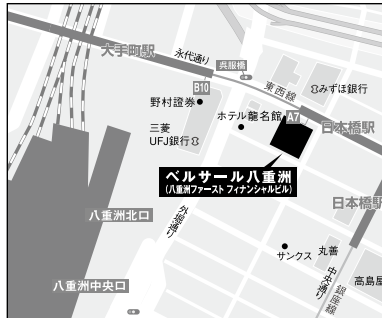 大手町駅
永代通り
呉服橋
B10
東西線
みずほ銀行
野村證券
ホテル龍名館
A7
日本橋駅
三菱
UFJ銀行
ベルサール八重洲
(八重洲ファースト フィナンシャルビル)
日本橋駅
八重洲北口
外堀通り
サンクス
丸善
中央通り
銀座線
高島屋
八重洲中央口